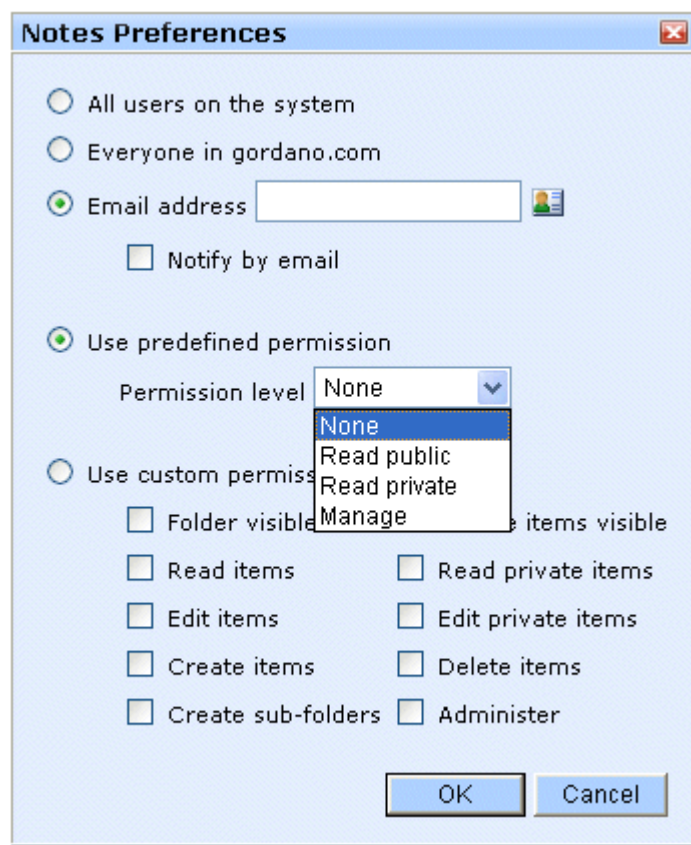 Notes Preferences
All users on the system
Everyone in gordano.com
Email address
Notify by email
Use predefined permission
Permission level None
None
Read public
Read private
Manage
Use custom
Folder visible items visible
Read items Read private items
Edit items Edit private items
Create items Delete items
Create sub-folders Administer
OK Cancel